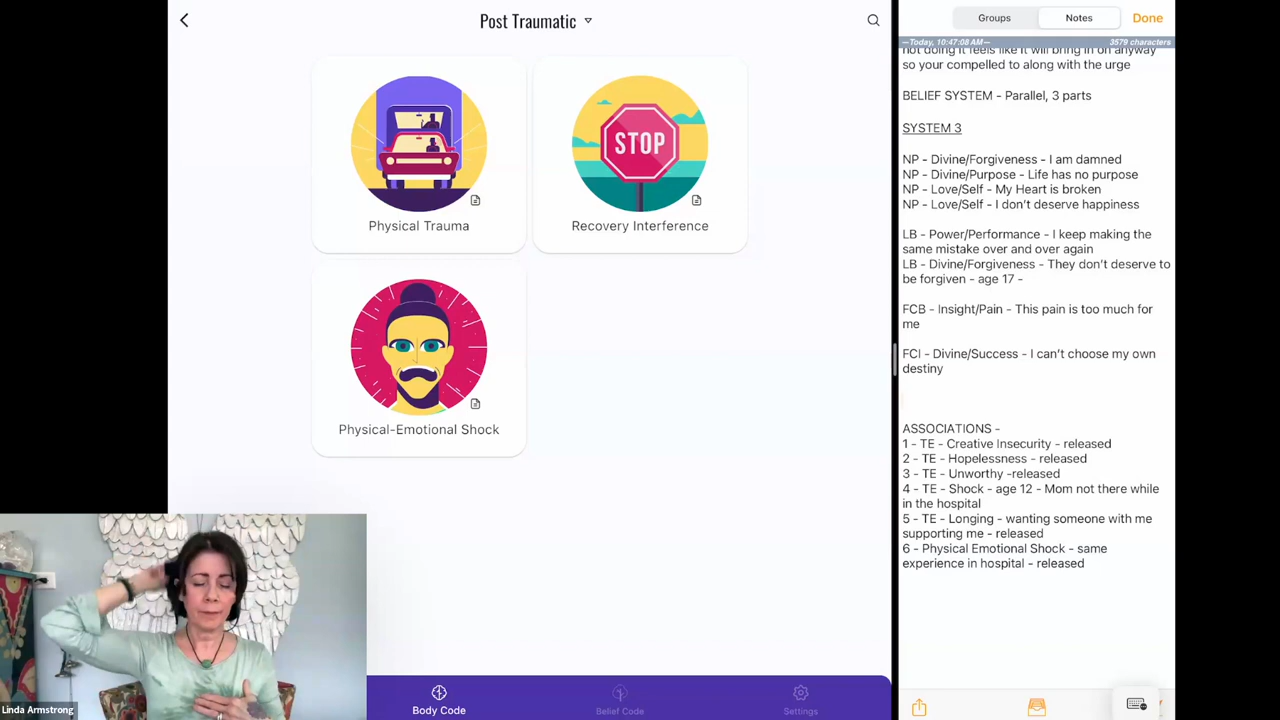 Post Traumatic
Physical Trauma
STOP
Recovery Interference
Physical-Emotional Shock
Linda Armstrong
Body Code
Belief Code
Settings
Groups
Notes
Done
—Today, 10:47:08 AM—
3579 characters
not doing it feels like it will bring in on anyway
so your compelled to along with the urge
BELIEF SYSTEM - Parallel, 3 parts
SYSTEM 3
NP - Divine/Forgiveness - I am damned
NP - Divine/Purpose - Life has no purpose
NP - Love/Self - My Heart is broken
NP - Love/Self - I don’t deserve happiness
LB - Power/Performance - I keep making the
same mistake over and over again
LB - Divine/Forgiveness - They don’t deserve to
be forgiven - age 17 -
FCB - Insight/Pain - This pain is too much for
me
FCI - Divine/Success - I can’t choose my own
destiny
ASSOCIATIONS -
1 - TE - Creative Insecurity - released
2 - TE - Hopelessness - released
3 - TE - Unworthy -released
4 - TE - Shock - age 12 - Mom not there while
in the hospital
5 - TE - Longing - wanting someone with me
supporting me - released
6 - Physical Emotional Shock - same
experience in hospital - released